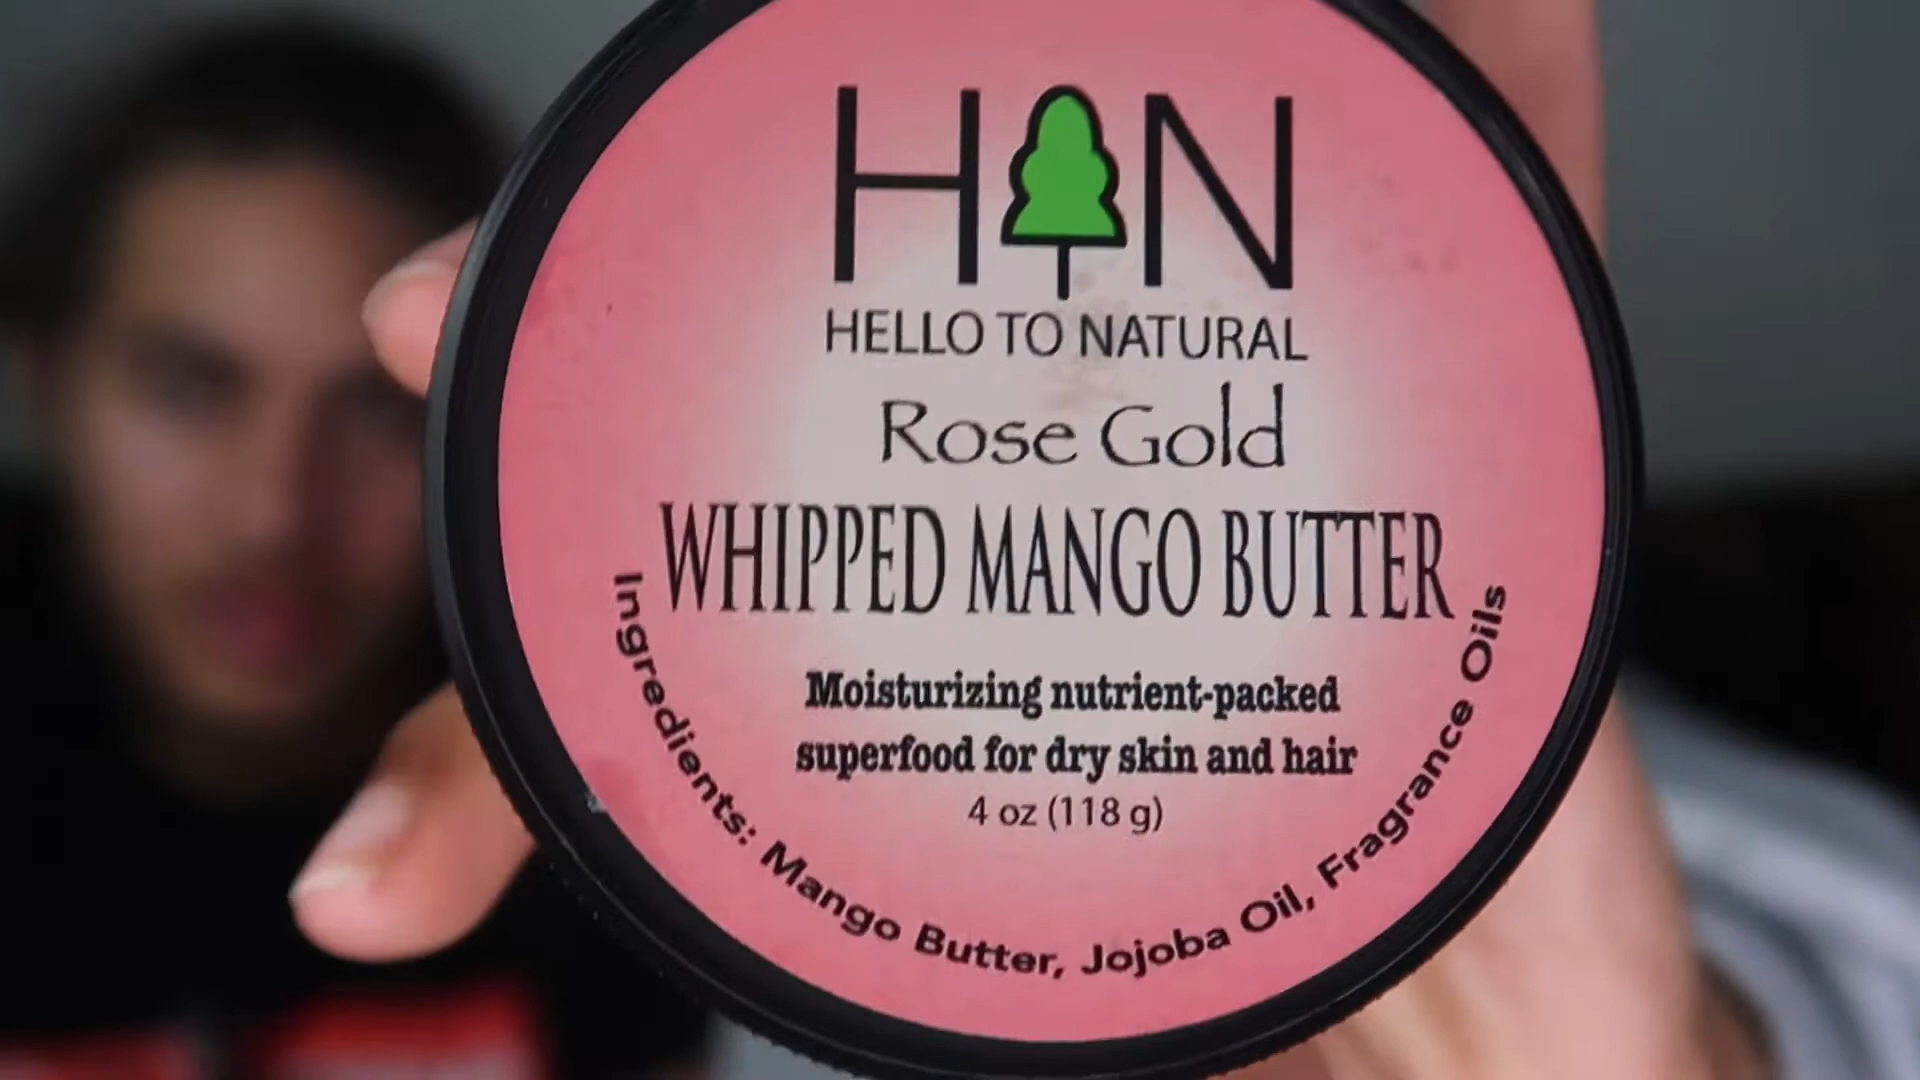 HN
HELLO TO NATURAL
Rose Gold
WHIPPED MANGO BUTTER
Moisturizing nutrient-packed
superfood for dry skin and hair
4 oz (118 g)
Ingredients: Mango Butter, Jojoba Oil, Fragrance Oils